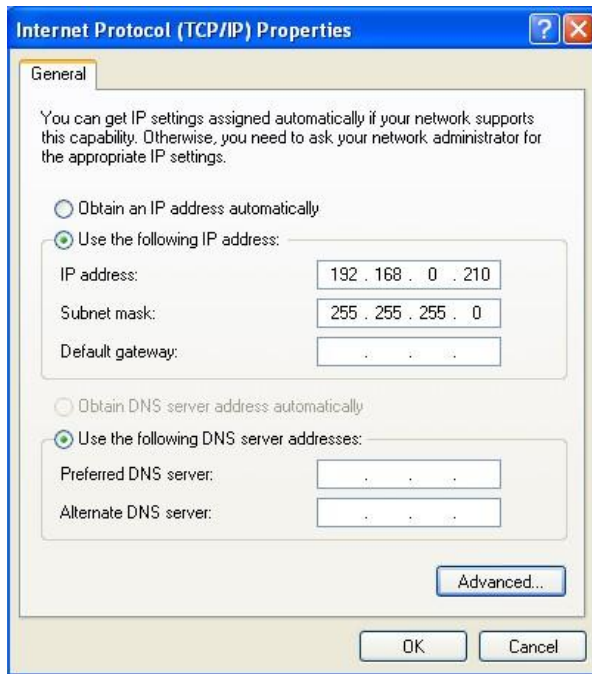 Internet Protocol (TCP/IP) Properties
General
You can get IP settings assigned automatically if your network supports
this capability. Otherwise, you need to ask your network administrator for
the appropriate IP settings.
Obtain an IP address automatically
Use the following IP address:
IP address: 192 . 168 . 0 . 210
Subnet mask: 255 . 255 . 255 . 0
Default gateway: . . .
Obtain DNS server address automatically
Use the following DNS server addresses:
Preferred DNS server: . . .
Alternate DNS server: . . .
Advanced...
OK Cancel